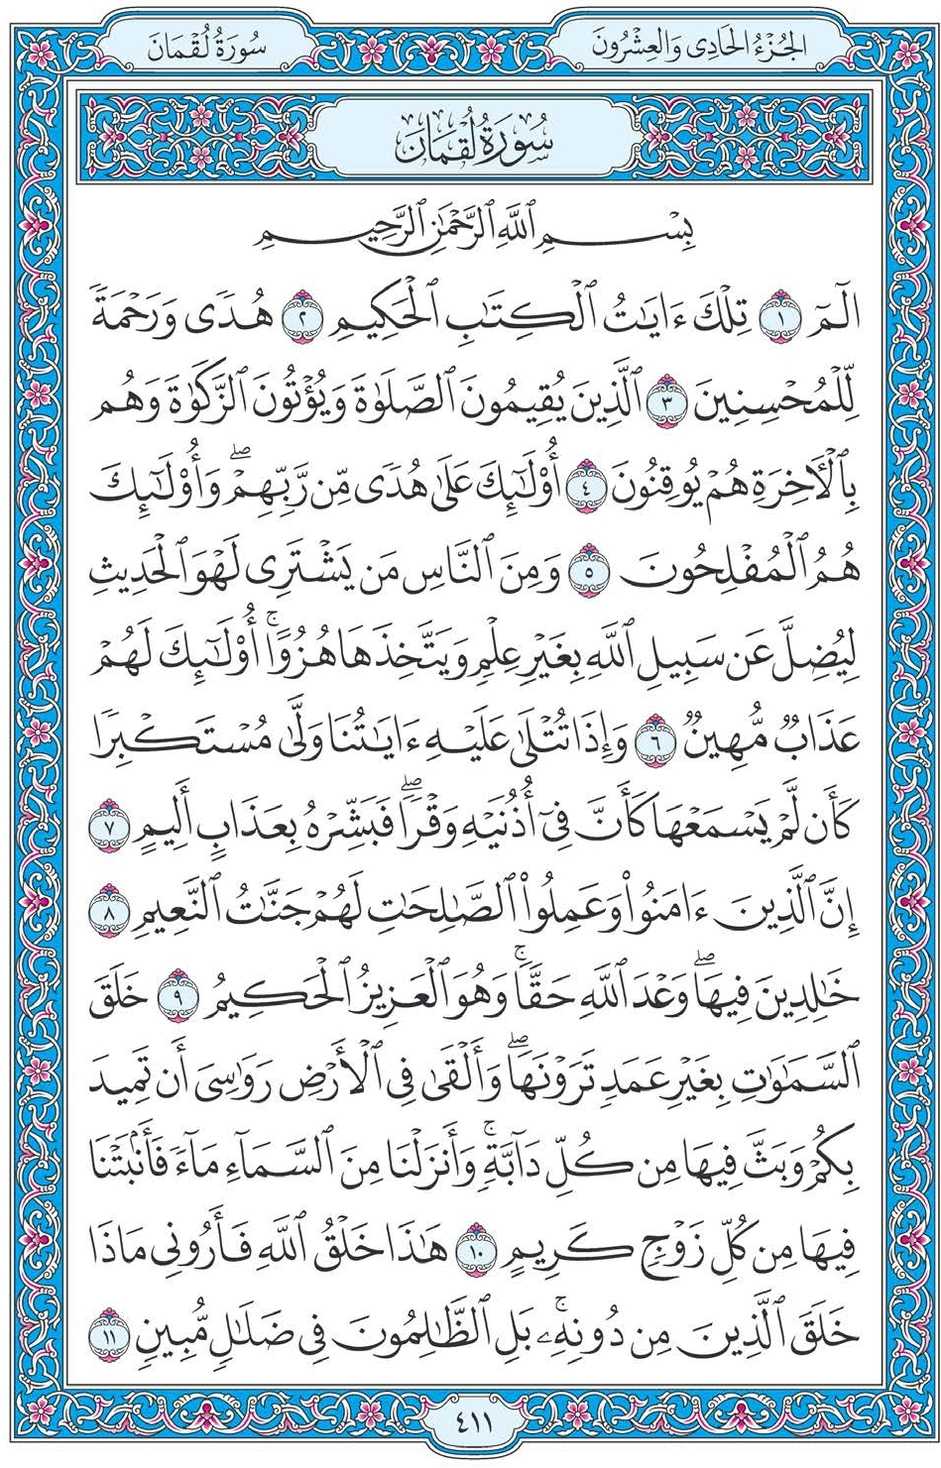 الجُزْءُ الحَادِى وَالعِشْرُونَ
سُورَةُ لُقْمَانَ
سُورَةُ لُقْمَانَ
بِسْمِ ٱللَّهِ ٱلرَّحْمَٰنِ ٱلرَّحِيمِ
الٓمٓ ١ تِلْكَ ءَايَٰتُ ٱلْكِتَٰبِ ٱلْحَكِيمِ ٢ هُدًى وَرَحْمَةً
لِّلْمُحْسِنِينَ ٣ ٱلَّذِينَ يُقِيمُونَ ٱلصَّلَوٰةَ وَيُؤْتُونَ ٱلزَّكَوٰةَ وَهُم
بِٱلْأٓخِرَةِ هُمْ يُوقِنُونَ ٤ أُو۟لَٰٓئِكَ عَلَىٰ هُدًى مِّن رَّبِّهِمْ ۖ وَأُو۟لَٰٓئِكَ
هُمُ ٱلْمُفْلِحُونَ ٥ وَمِنَ ٱلنَّاسِ مَن يَشْتَرِى لَهْوَ ٱلْحَدِيثِ
لِيُضِلَّ عَن سَبِيلِ ٱللَّهِ بِغَيْرِ عِلْمٍ وَيَتَّخِذَهَا هُزُوًا ۚ أُو۟لَٰٓئِكَ لَهُمْ
عَذَابٌ مُّهِينٌ ٦ وَإِذَا تُتْلَىٰ عَلَيْهِ ءَايَٰتُنَا وَلَّىٰ مُسْتَكْبِرًا
كَأَن لَّمْ يَسْمَعْهَا كَأَنَّ فِىٓ أُذُنَيْهِ وَقْرًا ۖ فَبَشِّرْهُ بِعَذَابٍ أَلِيمٍ ٧
إِنَّ ٱلَّذِينَ ءَامَنُوا۟ وَعَمِلُوا۟ ٱلصَّٰلِحَٰتِ لَهُمْ جَنَّٰتُ ٱلنَّعِيمِ ٨
خَٰلِدِينَ فِيهَا ۖ وَعْدَ ٱللَّهِ حَقًّا ۚ وَهُوَ ٱلْعَزِيزُ ٱلْحَكِيمُ ٩ خَلَقَ
ٱلسَّمَٰوَٰتِ بِغَيْرِ عَمَدٍ تَرَوْنَهَا ۖ وَأَلْقَىٰ فِى ٱلْأَرْضِ رَوَٰسِىَ أَن تَمِيدَ
بِكُمْ وَبَثَّ فِيهَا مِن كُلِّ دَآبَّةٍ ۚ وَأَنزَلْنَا مِنَ ٱلسَّمَآءِ مَآءً فَأَنۢبَتْنَا
فِيهَا مِن كُلِّ زَوْجٍ كَرِيمٍ ١٠ هَٰذَا خَلْقُ ٱللَّهِ فَأَرُونِى مَاذَا
خَلَقَ ٱلَّذِينَ مِن دُونِهِۦ ۚ بَلِ ٱلظَّٰلِمُونَ فِى ضَلَٰلٍ مُّبِينٍ ١١
٤١١